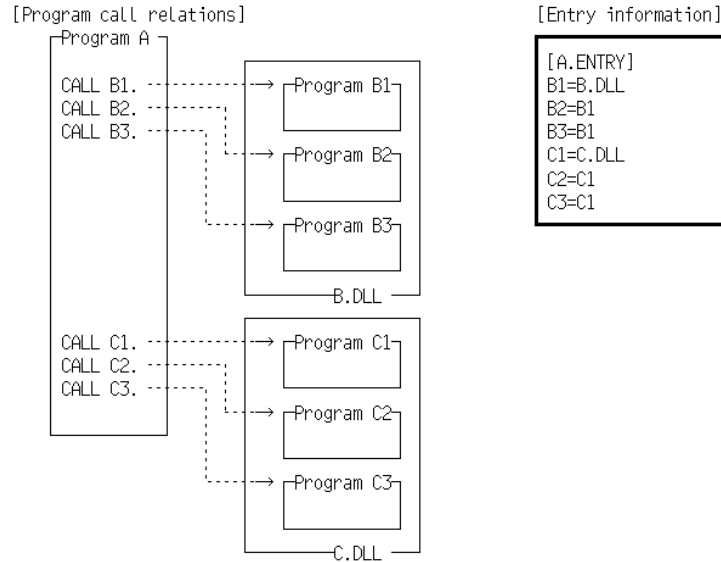 [Program call relations]
Program A
CALL B1.
CALL B2.
CALL B3.
Program B1
Program B2
Program B3
B.DLL
CALL C1.
CALL C2.
CALL C3.
Program C1
Program C2
Program C3
C.DLL
[Entry information]
[A.ENTRY]
B1=B.DLL
B2=B1
B3=B1
C1=C.DLL
C2=C1
C3=C1